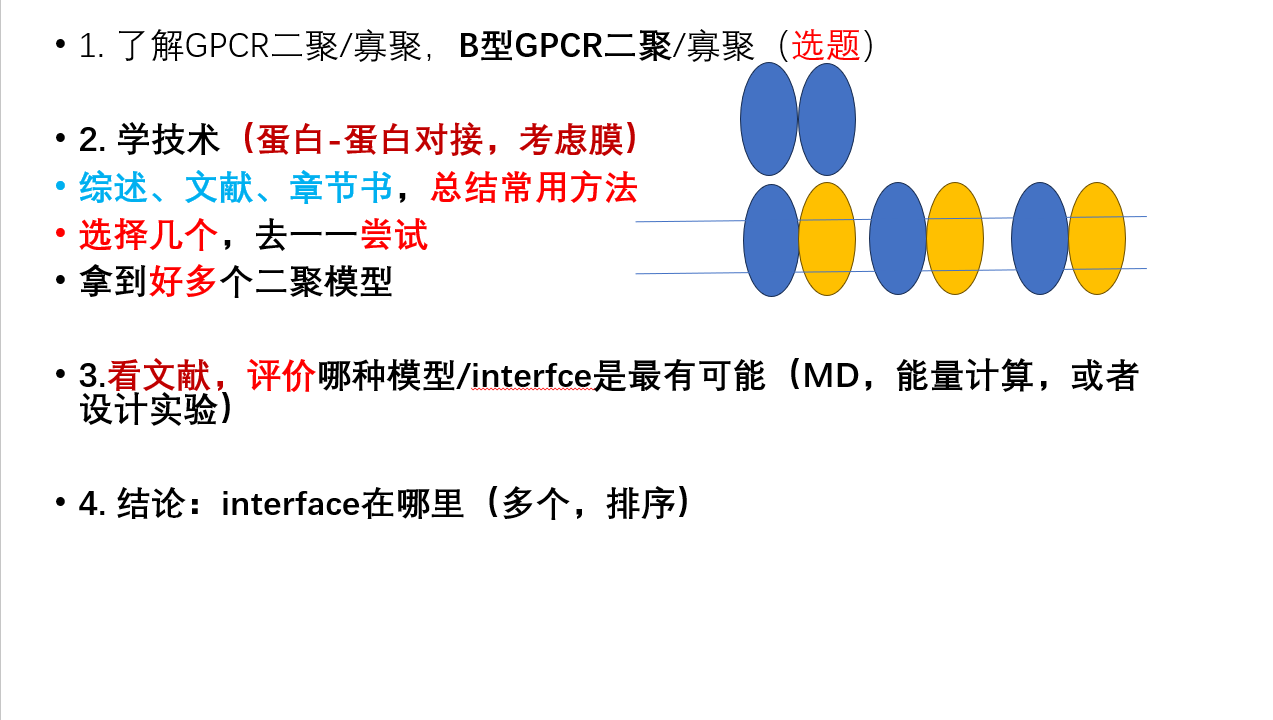 • 1. 了解GPCR二聚/寡聚，B型GPCR二聚/寡聚（选题）
• 2. 学技术（蛋白-蛋白对接，考虑膜）
• 综述、文献、章节书，总结常用方法
• 选择几个，去一一尝试
• 拿到好多个二聚模型
• 3.看文献，评价哪种模型/interfce是最有可能（MD，能量计算，或者
设计实验）
• 4. 结论：interface在哪里（多个，排序）